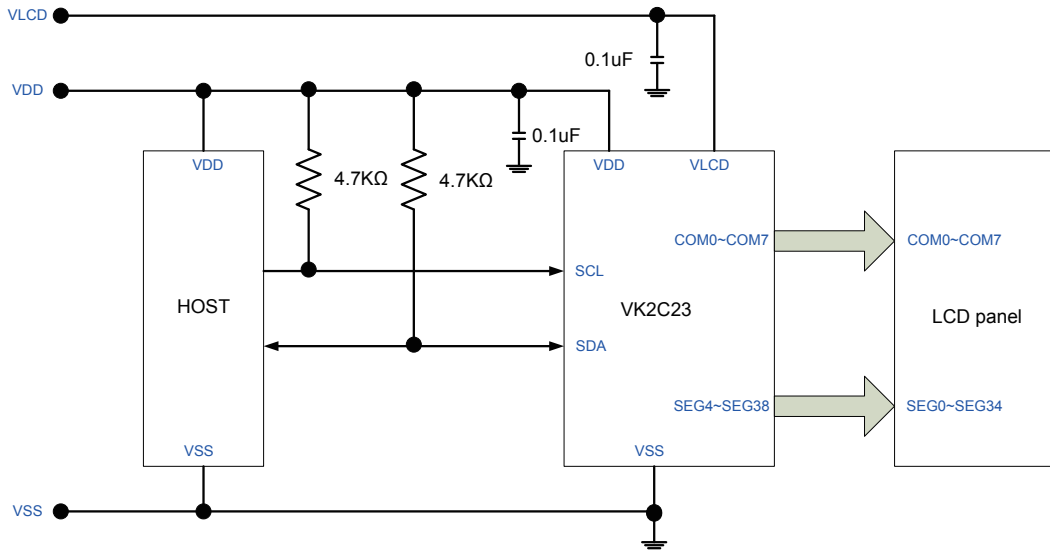 VLCD
0.1uF
VDD
0.1uF
VDD
4.7KΩ
4.7KΩ
VDD
VLCD
COM0~COM7
COM0~COM7
SCL
HOST
VK2C23
LCD panel
SDA
SEG4~SEG38
SEG0~SEG34
VSS
VSS
VSS